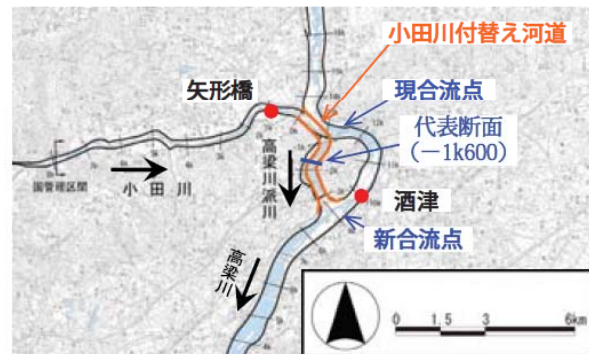 小田川付替え河道
矢形橋
現合流点
代表断面
(−1k600)
国管理区間
小田川
高梁川派川
酒津
新合流点
高梁川
0 1.5 3 6km